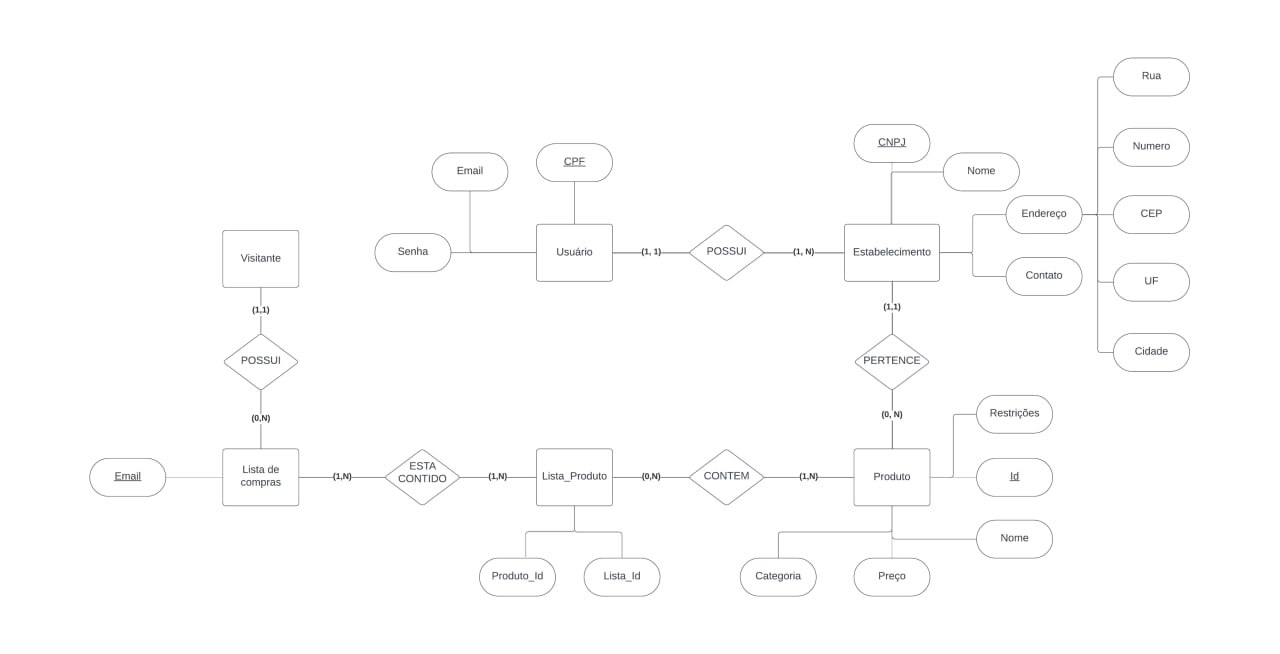 Rua
CNPJ
Numero
Email
CPF
Nome
Endereço
CEP
Visitante
Senha
Usuário
(1, 1)
POSSUI
(1, N)
Estabelecimento
Contato
UF
(1,1)
(1,1)
POSSUI
PERTENCE
Cidade
(0,N)
(0, N)
Restrições
Email
Lista de
compras
(1,N)
ESTA
CONTIDO
(1,N)
Lista_Produto
(0,N)
CONTEM
(1,N)
Produto
Id
Nome
Produto_Id
Lista_Id
Categoria
Preço